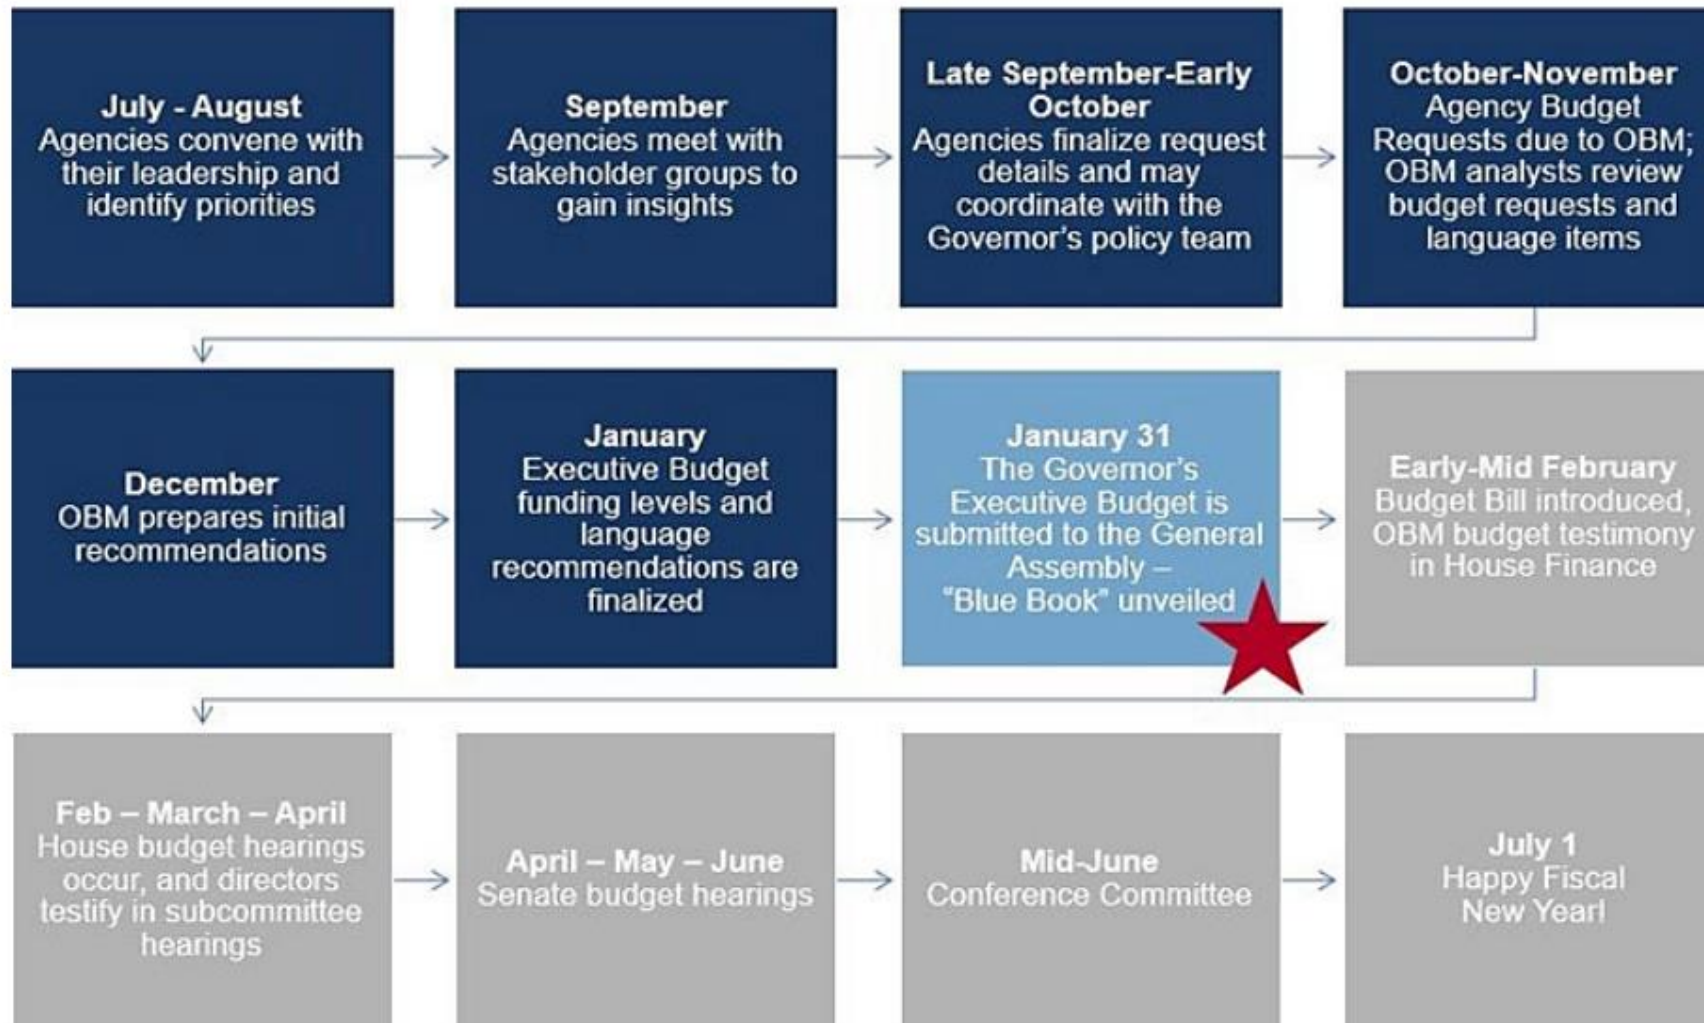 July - August
Agencies convene with
their leadership and
identify priorities
September
Agencies meet with
stakeholder groups to
gain insights
Late September-Early
October
Agencies finalize request
details and may
coordinate with the
Governor's policy team
October-November
Agency Budget
Requests due to OBM;
OBM analysts review
budget requests and
language items
December
OBM prepares initial
recommendations
January
Executive Budget
funding levels and
language
recommendations are
finalized
January 31
The Governor's
Executive Budget is
submitted to the General
Assembly –
"Blue Book" unveiled
Early-Mid February
Budget Bill introduced,
OBM budget testimony
in House Finance
Feb – March – April
House budget hearings
occur, and directors
testify in subcommittee
hearings
April – May – June
Senate budget hearings
Mid-June
Conference Committee
July 1
Happy Fiscal
New Year!